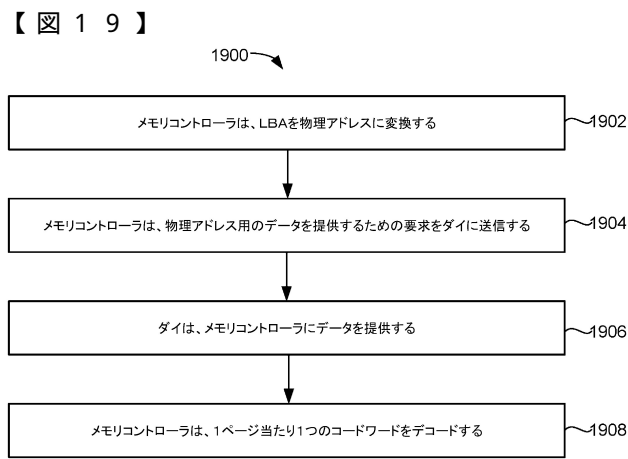 【図19】
1900
メモリコントローラは、LBAを物理アドレスに変換する
1902
メモリコントローラは、物理アドレス用のデータを提供するための要求をダイに送信する
1904
ダイは、メモリコントローラにデータを提供する
1906
メモリコントローラは、1ページ当たり1つのコードワードをデコードする
1908